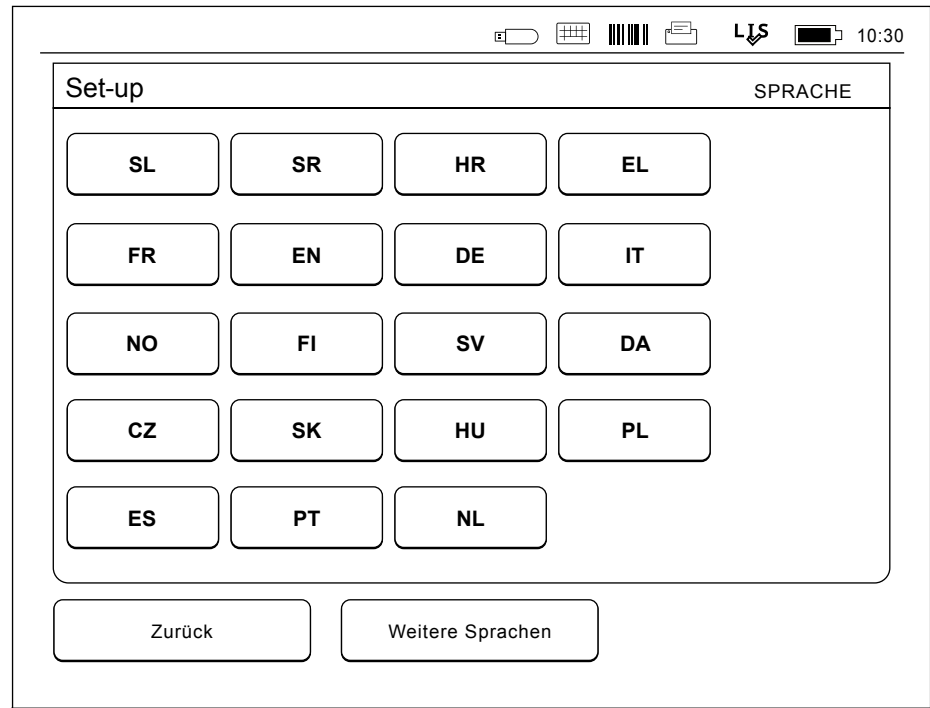 LIS 10:30
Set-up SPRACHE
SL SR HR EL
FR EN DE IT
NO FI SV DA
CZ SK HU PL
ES PT NL
Zurück Weitere Sprachen